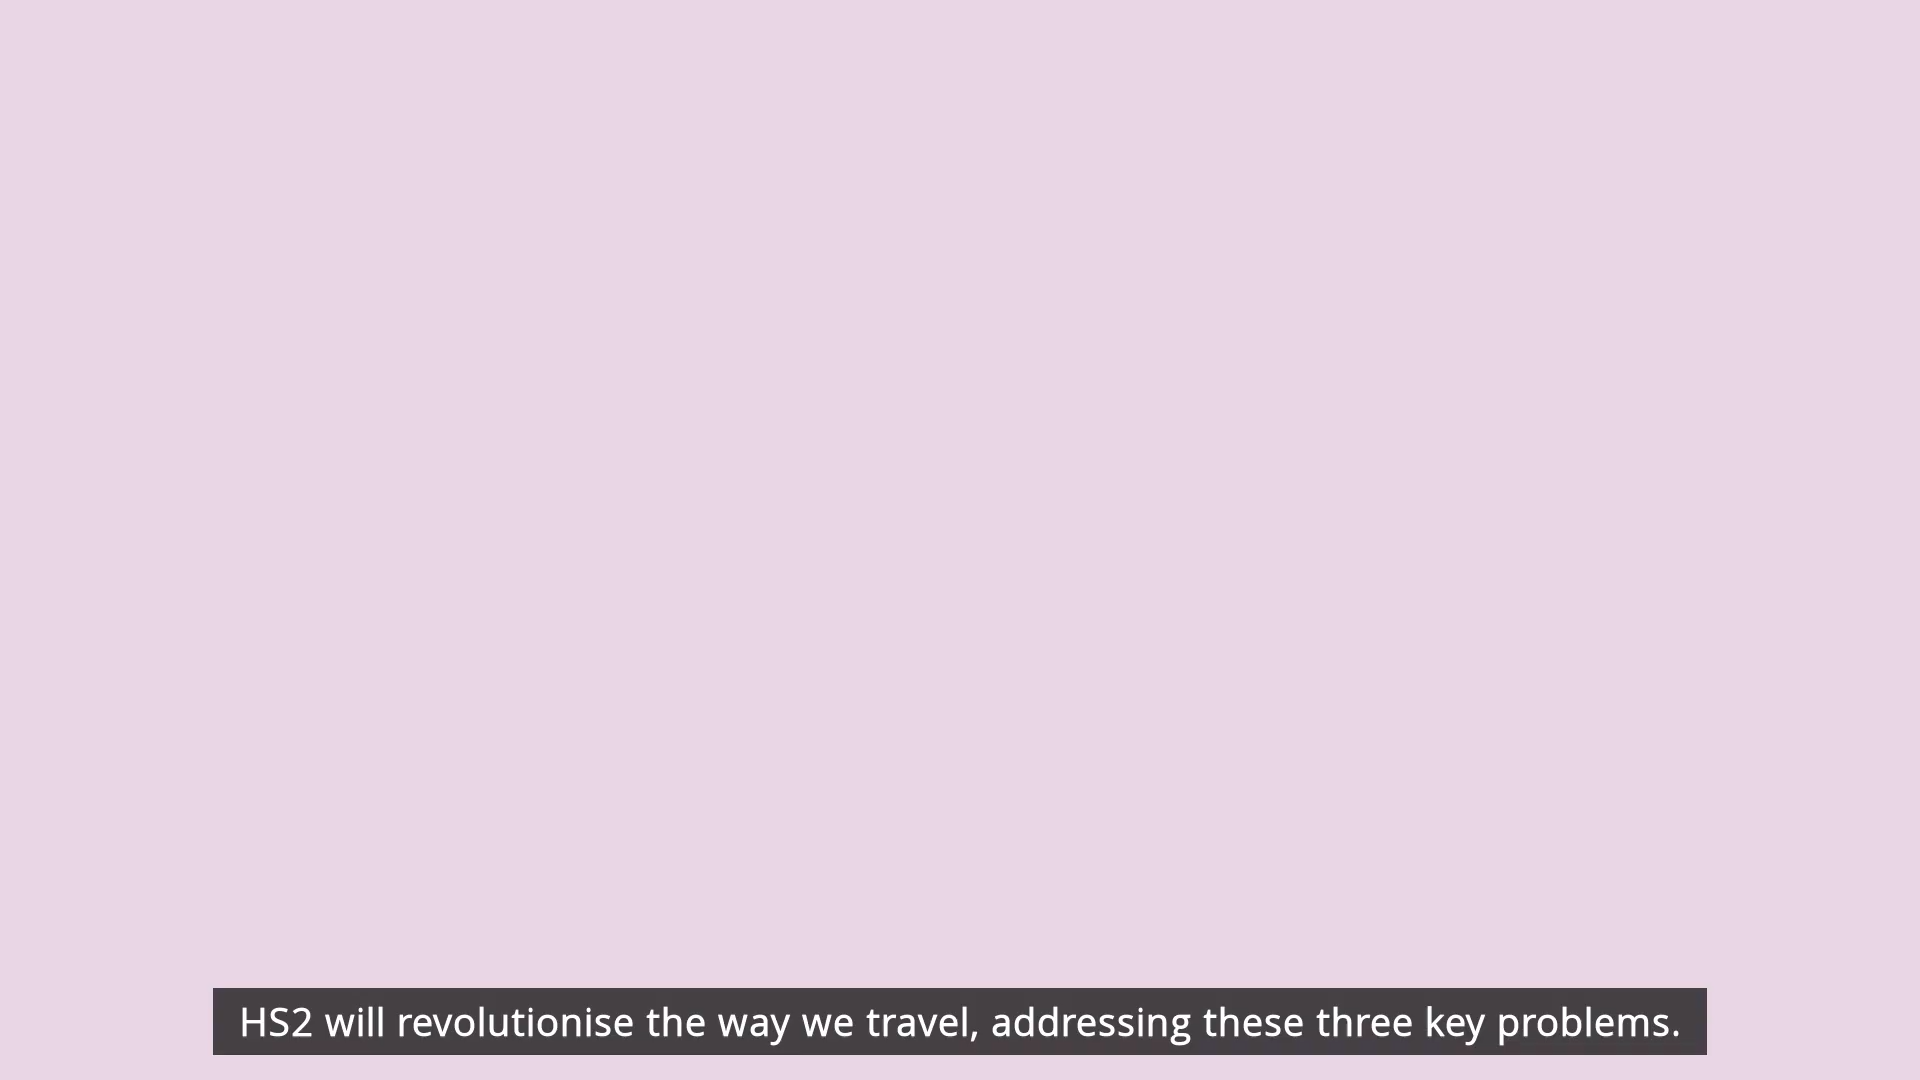 HS2 will revolutionise the way we travel, addressing these three key problems.